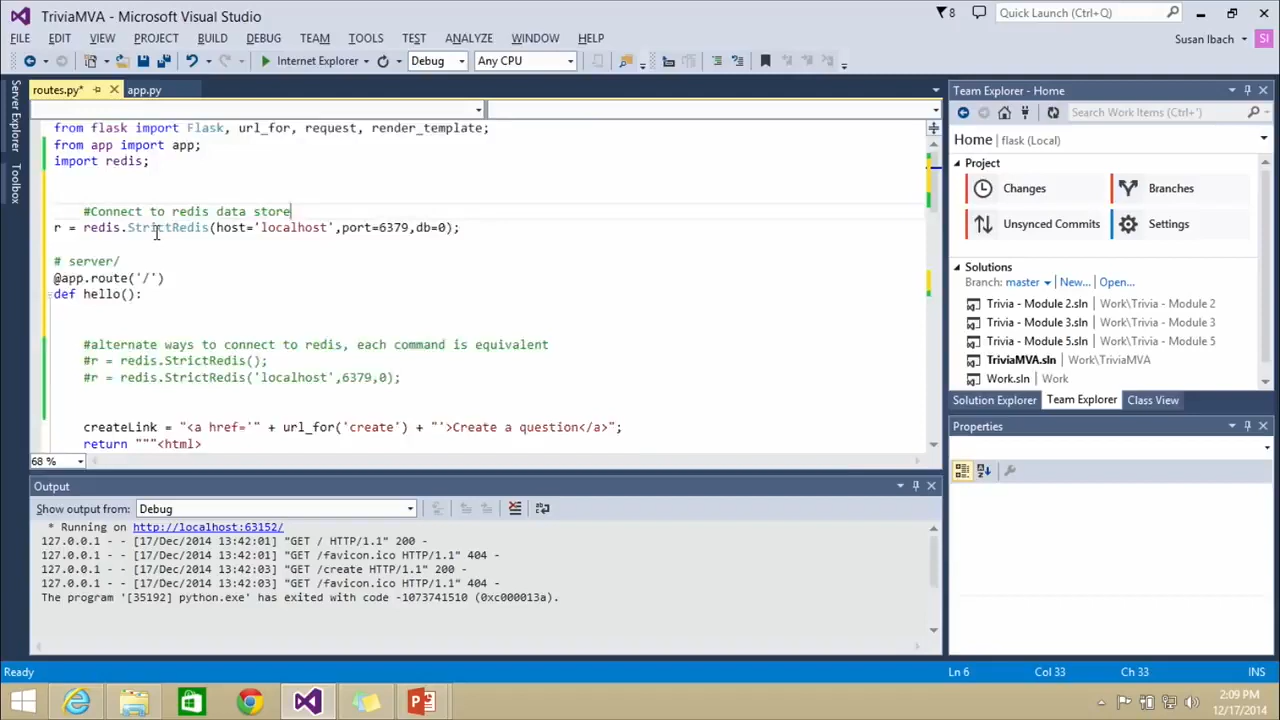 TriviaMVA - Microsoft Visual Studio
8
Quick Launch (Ctrl+Q)
FILE EDIT VIEW PROJECT BUILD DEBUG TEAM TOOLS TEST ANALYZE WINDOW HELP
Susan Ibach SI
Internet Explorer Debug Any CPU
Server Explorer
Toolbox
routes.py* app.py
from flask import Flask, url_for, request, render_template;
from app import app;
import redis;
#Connect to redis data store
r = redis.StrictRedis(host='localhost',port=6379,db=0);
# server/
@app.route('/')
def hello():
#alternate ways to connect to redis, each command is equivalent
#r = redis.StrictRedis();
#r = redis.StrictRedis('localhost',6379,0);
createLink = "<a href='" + url_for('create') + "'>Create a question</a>";
return """<html>
68 %
Output
Show output from: Debug
* Running on http://localhost:63152/
127.0.0.1 - - [17/Dec/2014 13:42:01] "GET / HTTP/1.1" 200 -
127.0.0.1 - - [17/Dec/2014 13:42:01] "GET /favicon.ico HTTP/1.1" 404 -
127.0.0.1 - - [17/Dec/2014 13:42:03] "GET /create HTTP/1.1" 200 -
127.0.0.1 - - [17/Dec/2014 13:42:03] "GET /favicon.ico HTTP/1.1" 404 -
The program '[35192] python.exe' has exited with code -1073741510 (0xc000013a).
Team Explorer - Home
Search Work Items (Ctrl+')
Home flask (Local)
Project
Changes Branches
Unsynced Commits Settings
Solutions
Branch: master New... Open...
Trivia - Module 2.sln Work\Trivia - Module 2
Trivia - Module 3.sln Work\Trivia - Module 3
Trivia - Module 5.sln Work\Trivia - Module 5
TriviaMVA.sln Work\TriviaMVA
Work.sln Work
Solution Explorer Team Explorer Class View
Properties
Ready Ln 6 Col 33 Ch 33 INS
2:09 PM
12/17/2014